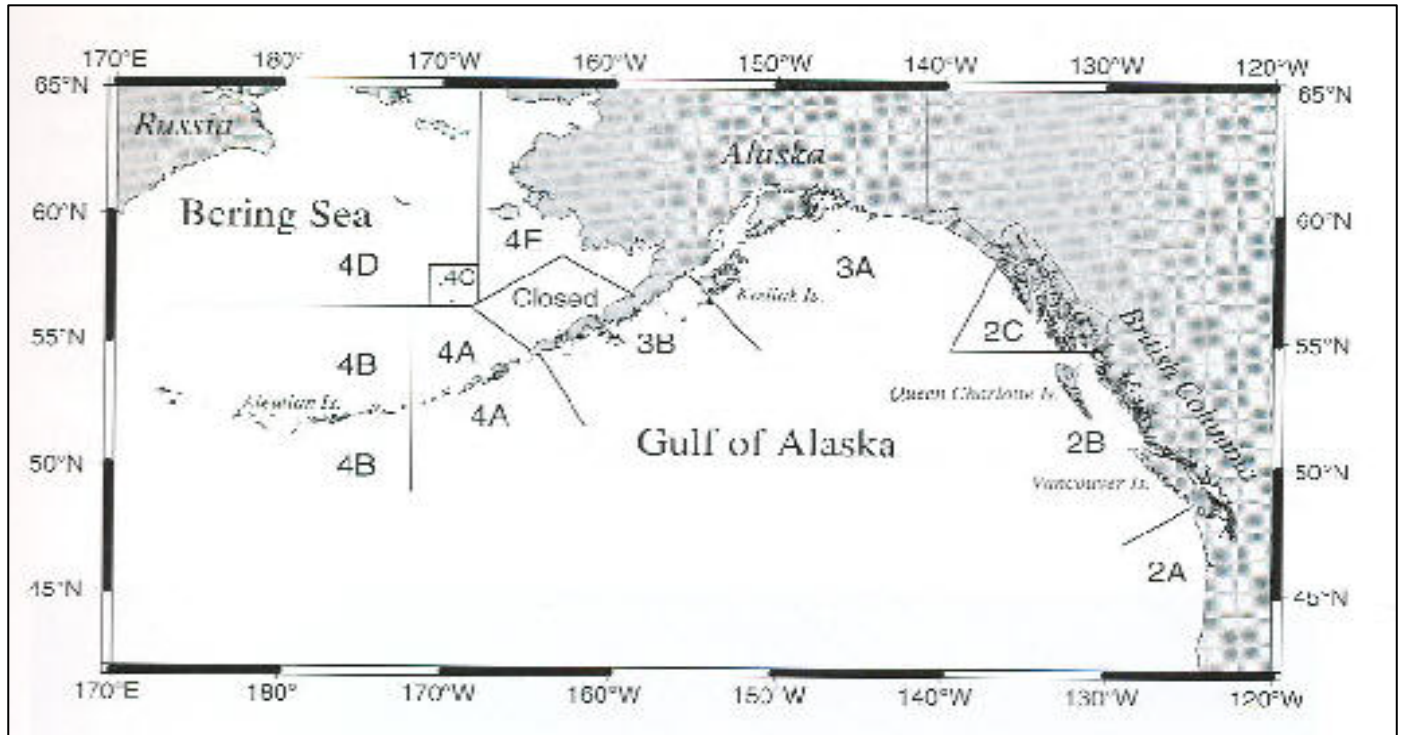 170°E 180° 170°W 160°W 150°W 140°W 130°W 120°W
65°N 65°N
Russia
Alaska
60°N 60°N
Bering Sea
4E
4D
4C
3A
Closed
Kodiak Is.
55°N 55°N
4B 4A 3B 2C
British Columbia
Aleutian Is.
4A
Queen Charlotte Is.
Gulf of Alaska
2B
50°N 50°N
4B
Vancouver Is.
2A
45°N 45°N
170°E 180° 170°W 160°W 150°W 140°W 130°W 120°W